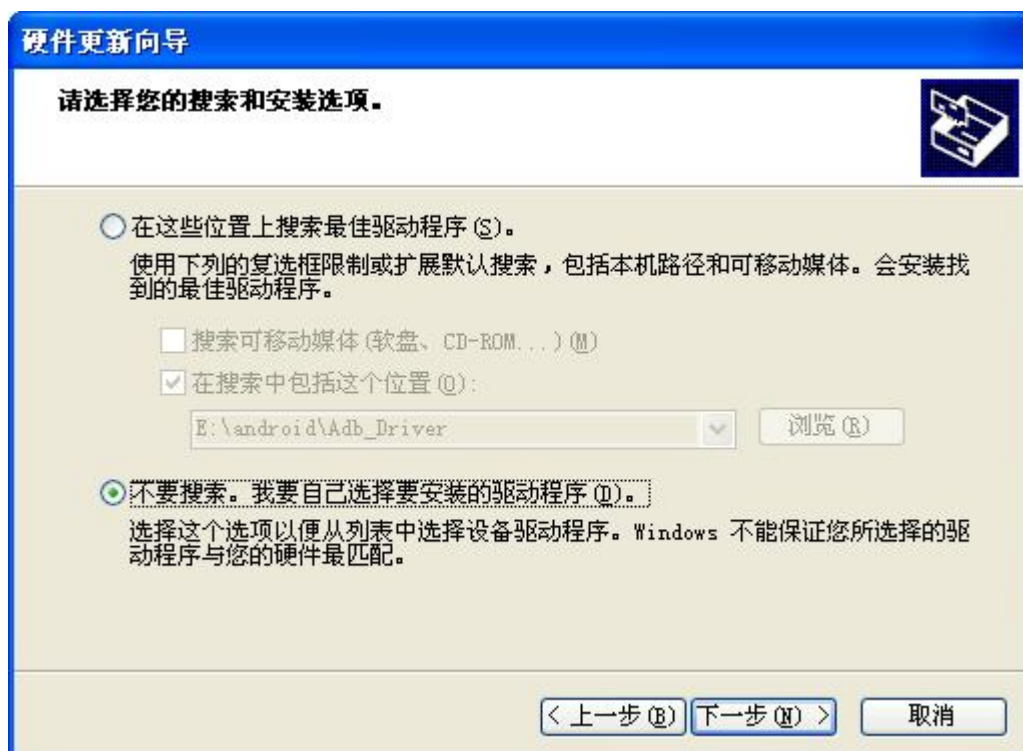 硬件更新向导
请选择您的搜索和安装选项。
在这些位置上搜索最佳驱动程序(S)。
使用下列的复选框限制或扩展默认搜索，包括本机路径和可移动媒体。会安装找
到的最佳驱动程序。
搜索可移动媒体(软盘、CD-ROM...)(M)
在搜索中包括这个位置(O):
E:\android\Adb_Driver
浏览(R)
不要搜索。我要自己选择要安装的驱动程序(D)。
选择这个选项以便从列表中选择设备驱动程序。Windows 不能保证您所选择的驱
动程序与您的硬件最匹配。
< 上一步(B) 下一步(N) > 取消